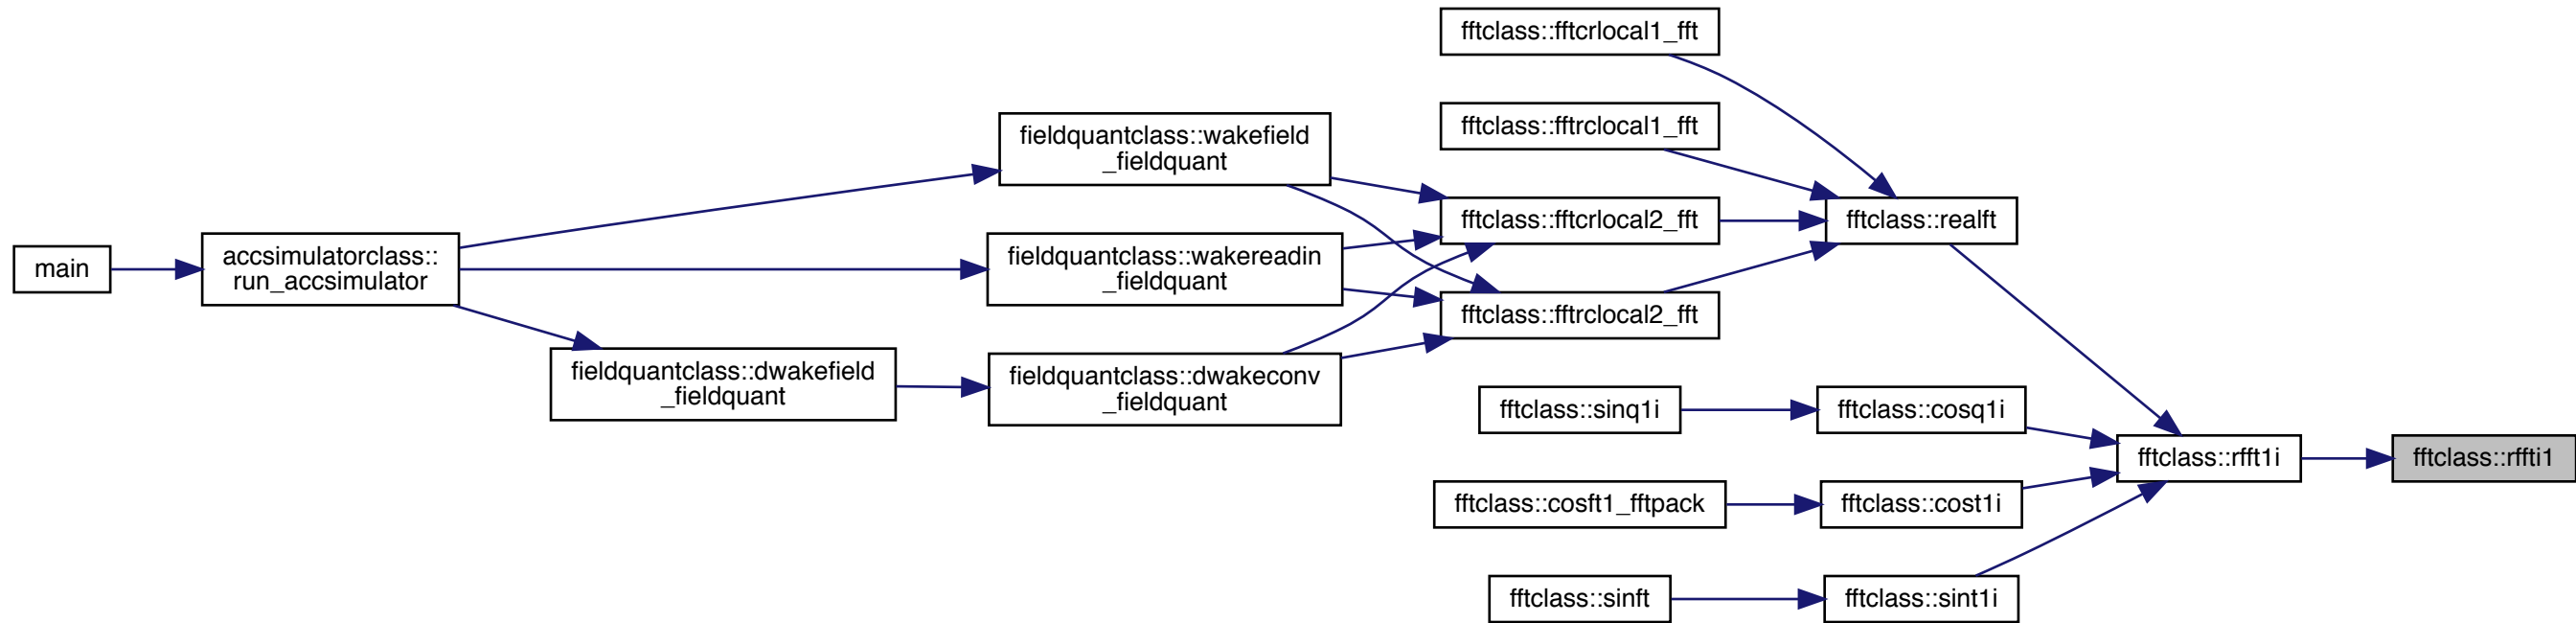 fftclass::fftcrlocal1_fft
fftclass::fftrclocal1_fft
fieldquantclass::wakefield
_fieldquant
fftclass::fftcrlocal2_fft
fftclass::realft
main
accsimulatorclass::
run_accsimulator
fieldquantclass::wakereadin
_fieldquant
fftclass::fftrclocal2_fft
fieldquantclass::dwakefield
_fieldquant
fieldquantclass::dwakeconv
_fieldquant
fftclass::sinq1i
fftclass::cosq1i
fftclass::rfft1i
fftclass::rffti1
fftclass::cosft1_fftpack
fftclass::cost1i
fftclass::sinft
fftclass::sint1i